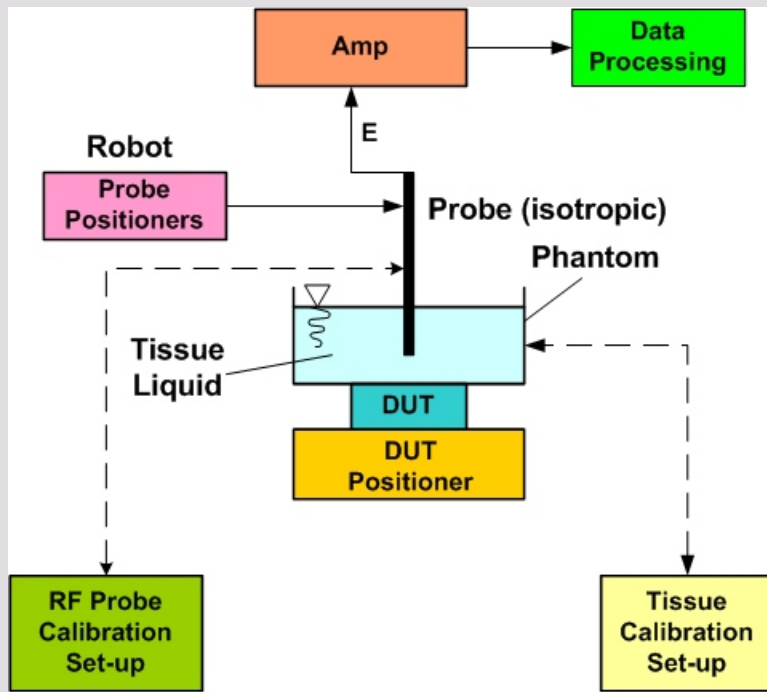 Amp
Data
Processing
E
Robot
Probe
Positioners
Probe (isotropic)
Phantom
Tissue
Liquid
DUT
DUT
Positioner
RF Probe
Calibration
Set-up
Tissue
Calibration
Set-up